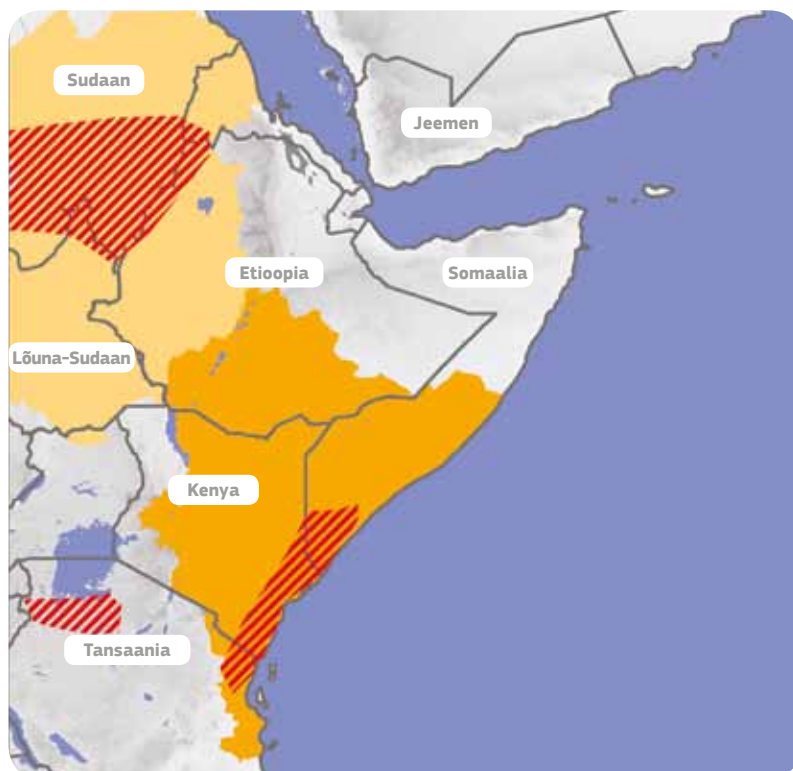 Sudaan
Jeemen
Etioopia
Somaalia
Lõuna-Sudaan
Kenya
Tansaania